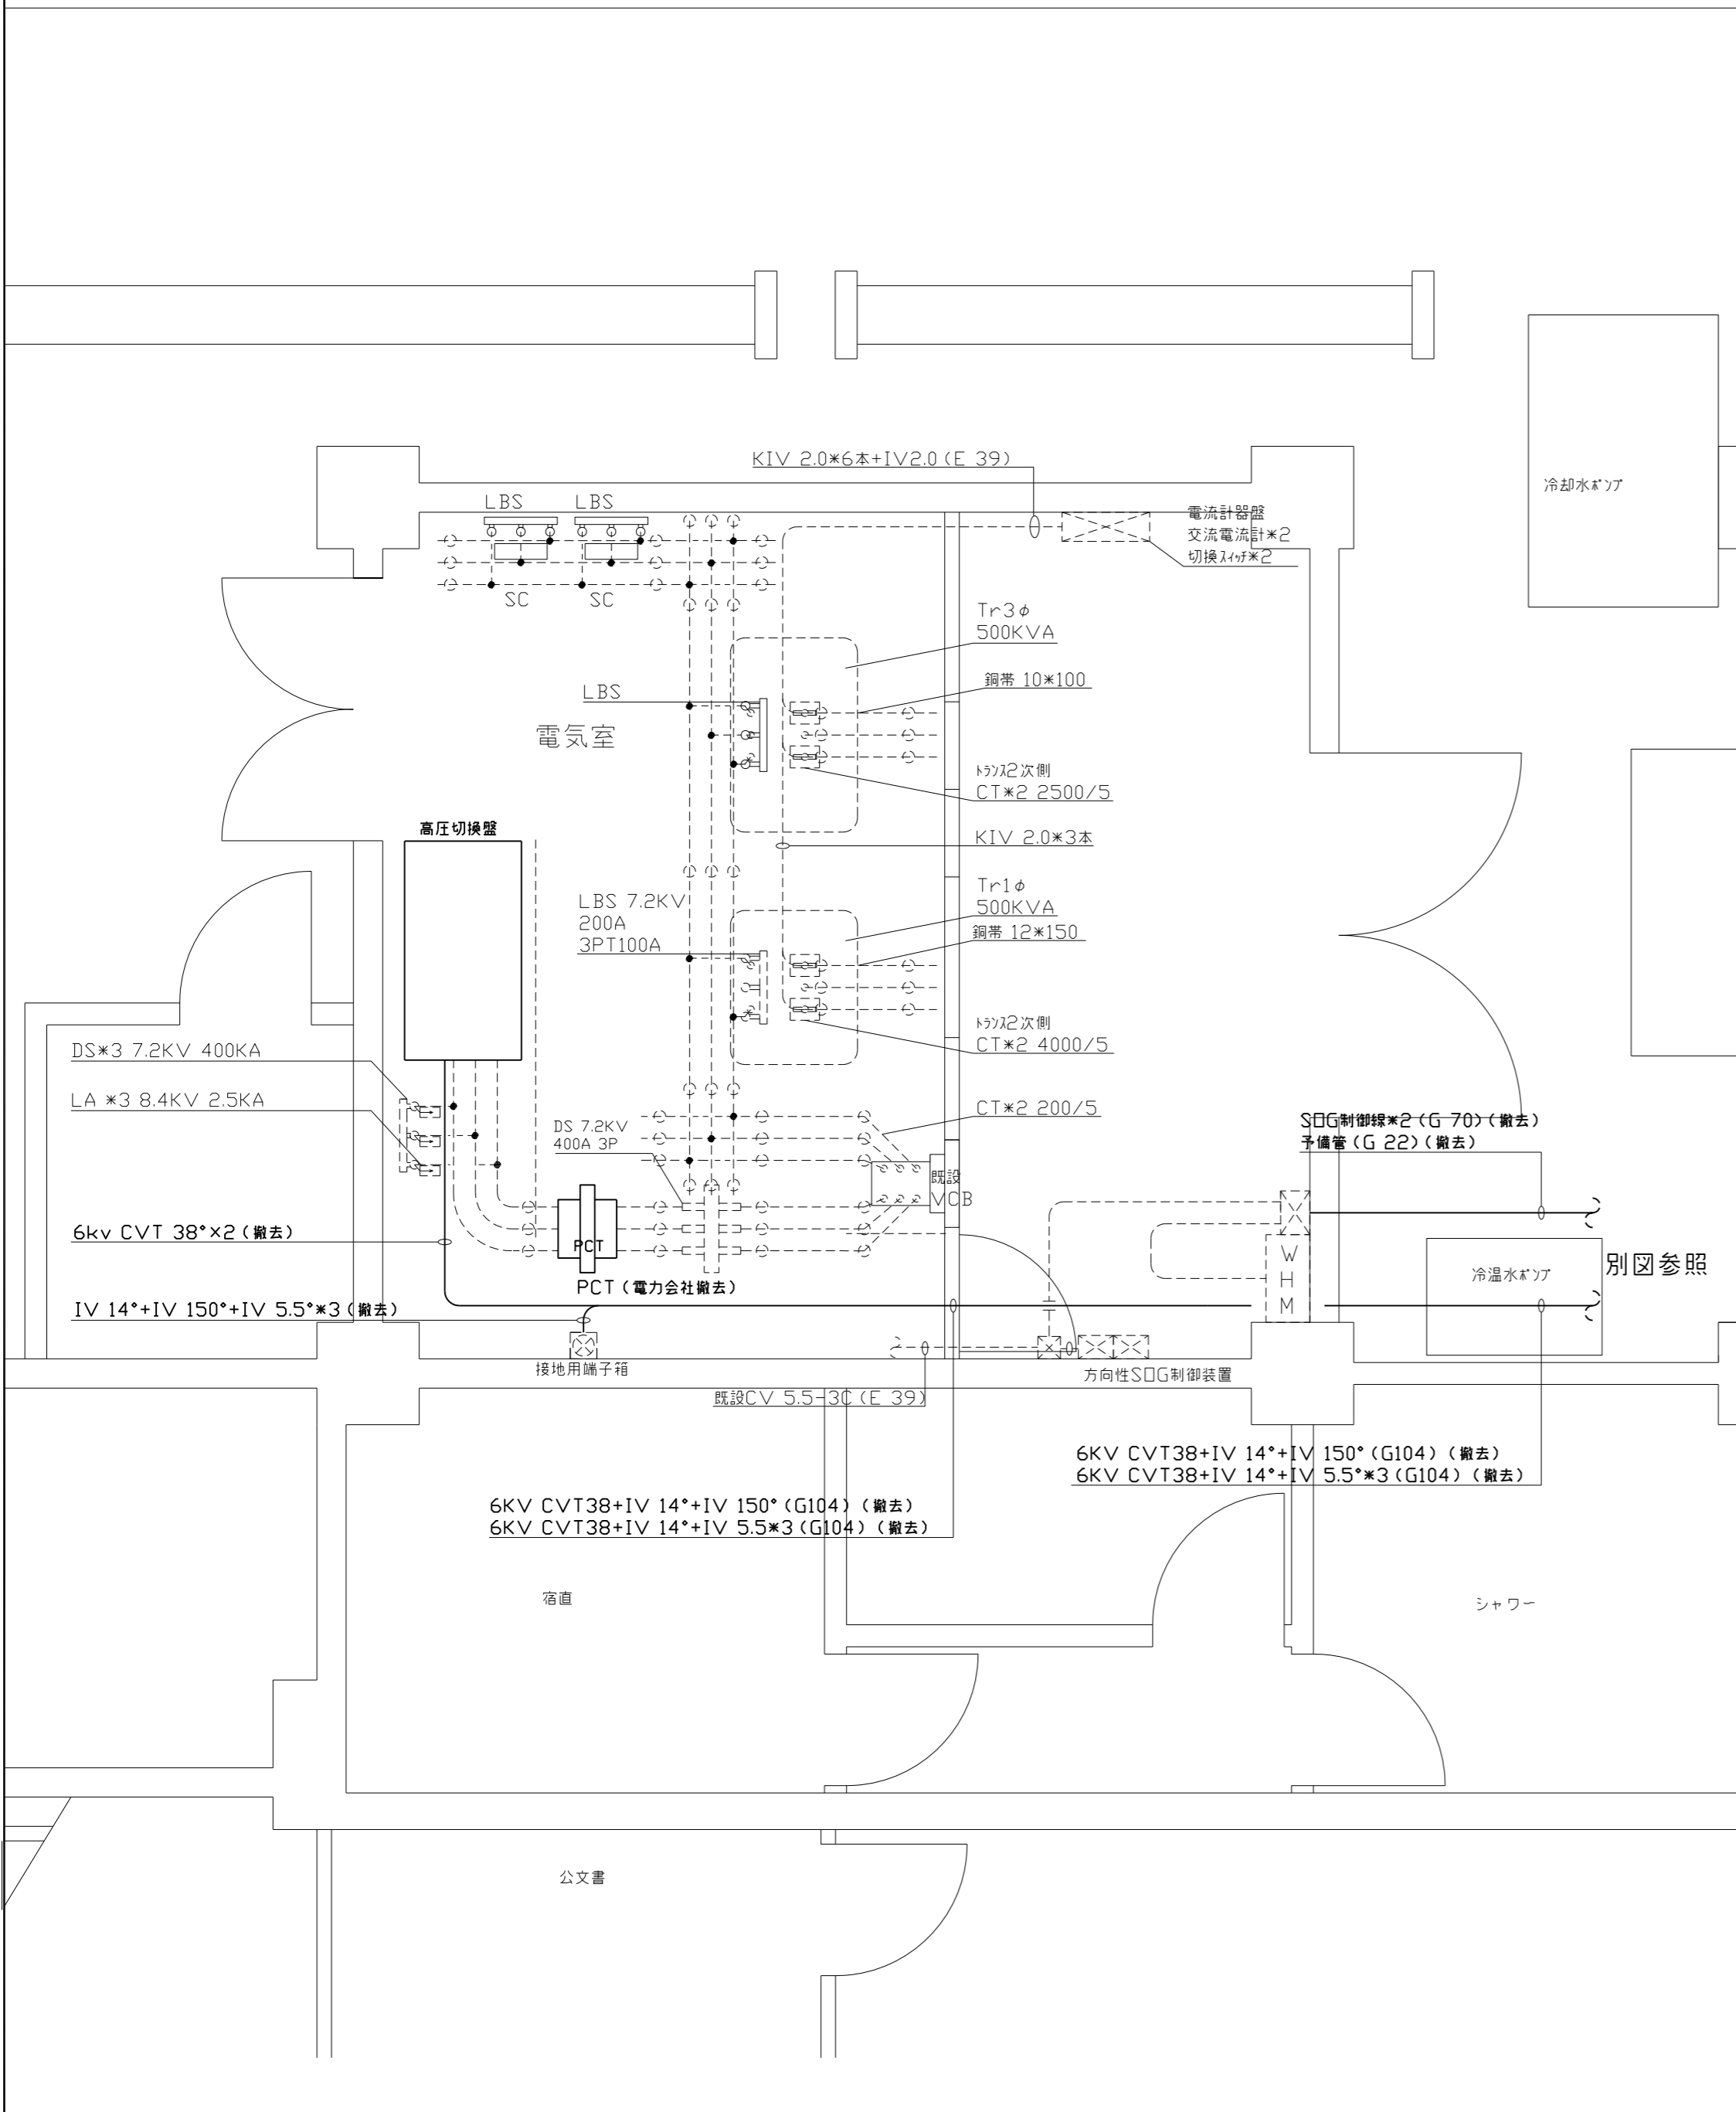 KIV 2.0*6本+IV2.0(E 39)
冷却水ポンプ
LBS
LBS
電流計器盤
交流電流計*2
切換スイッチ*2
SC
SC
Tr3φ
500KVA
銅帯 10*100
LBS
電気室
トランス2次側
CT*2 2500/5
高圧切換盤
KIV 2.0*3本
LBS 7.2KV
200A
3PT100A
Tr1φ
500KVA
銅帯 12*150
トランス2次側
CT*2 4000/5
DS*3 7.2KV 400KA
LA *3 8.4KV 2.5KA
DS 7.2KV
400A 3P
CT*2 200/5
SOG制御線*2(G 70)(撤去)
予備管(G 22)(撤去)
既設
VCB
6kv CVT 38°×2(撤去)
PCT
W
H
M
冷温水ポンプ
別図参照
PCT(電力会社撤去)
IV 14°+IV 150°+IV 5.5°*3(撤去)
接地用端子箱
方向性SOG制御装置
既設CV 5.5-3C(E 39)
6KV CVT38+IV 14°+IV 150°(G104)(撤去)
6KV CVT38+IV 14°+IV 5.5°*3(G104)(撤去)
6KV CVT38+IV 14°+IV 150°(G104)(撤去)
6KV CVT38+IV 14°+IV 5.5*3(G104)(撤去)
宿直
シャワー
公文書